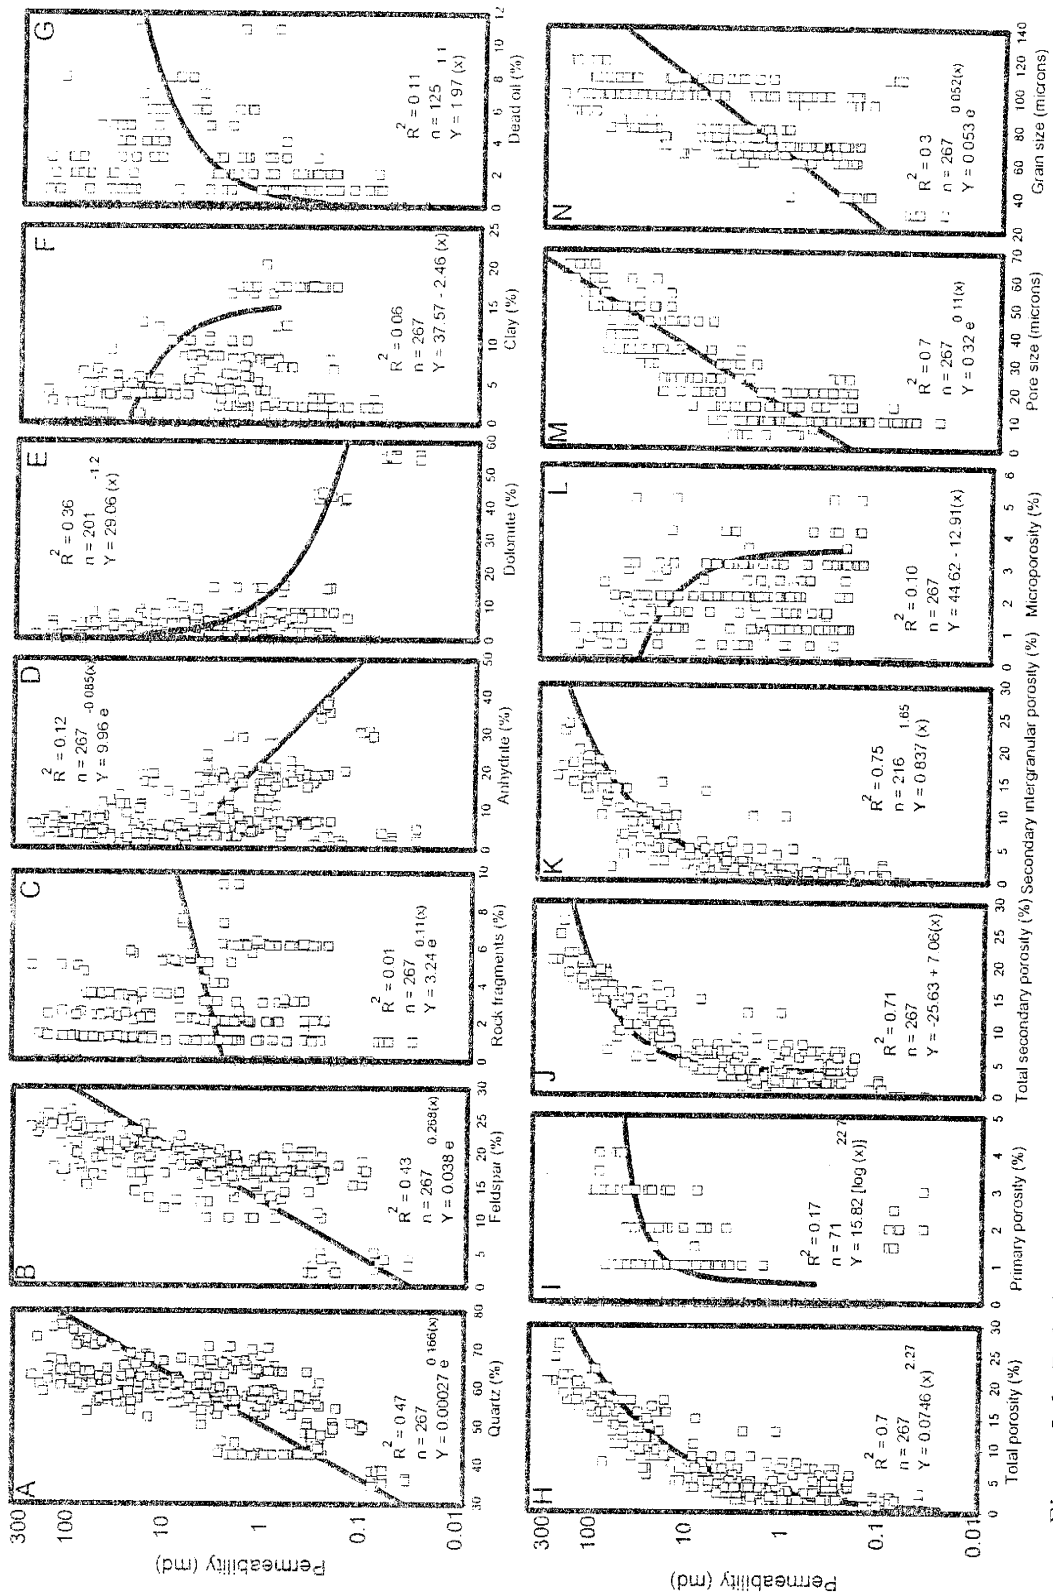 A
300
100
10
1
0.1
0.01
Permeability (md)
R² = 0.47
n = 267
Y = 0.00027 e 0.166(x)
30 40 50 60 70 80
Quartz (%)
B
R² = 0.43
n = 267
Y = 0.038 e 0.268(x)
0 5 10 15 20 25 30
Feldspar (%)
C
R² = 0.01
n = 267
Y = 3.24 e 0.11(x)
0 2 4 6 8 10
Rock fragments (%)
D
R² = 0.12
n = 267
Y = 9.96 e -0.085(x)
0 10 20 30 40 50
Anhydrite (%)
E
R² = 0.36
n = 201
Y = 29.06 (x) -1.2
0 10 20 30 40 50 60
Dolomite (%)
F
R² = 0.06
n = 267
Y = 37.57 - 2.46 (x)
0 5 10 15 20 25
Clay (%)
G
R² = 0.11
n = 125
Y = 1.97 (x) 1.1
0 2 4 6 8 10 12
Dead oil (%)
H
300
100
10
1
0.1
0.01
Permeability (md)
R² = 0.7
n = 267
Y = 0.0746 (x) 2.27
0 5 10 15 20 25 30
Total porosity (%)
I
R² = 0.17
n = 71
Y = 15.82 [log (x)] 22.7
0 1 2 3 4 5
Primary porosity (%)
J
R² = 0.71
n = 267
Y = -25.63 + 7.06(x)
0 5 10 15 20 25 30
Total secondary porosity (%)
K
R² = 0.75
n = 216
Y = 0.837 (x) 1.65
0 5 10 15 20 25 30
Secondary intergranular porosity (%)
L
R² = 0.10
n = 267
Y = 44.62 - 12.91(x)
0 1 2 3 4 5 6
Microporosity (%)
M
R² = 0.7
n = 267
Y = 0.32 e 0.11(x)
0 10 20 30 40 50 60 70
Pore size (microns)
N
R² = 0.3
n = 267
Y = 0.053 e 0.052(x)
20 40 60 80 100 120 140
Grain size (microns)